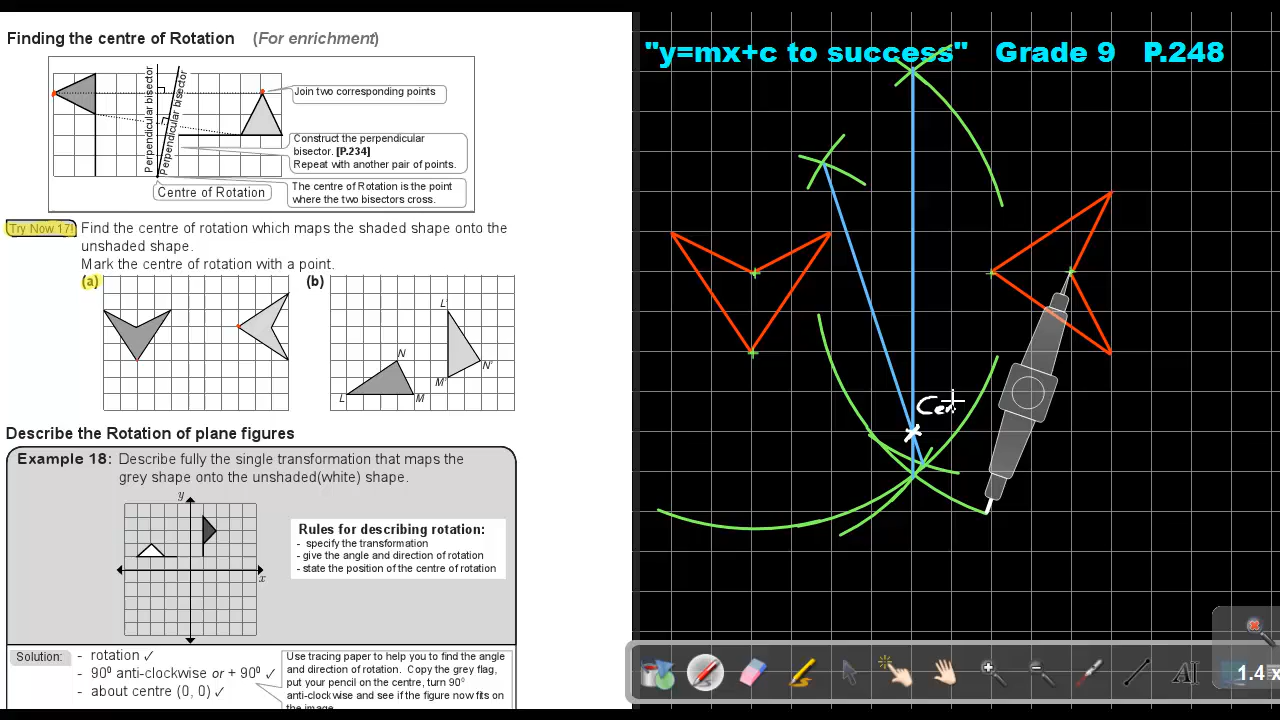 Finding the centre of Rotation (For enrichment)
Perpendicular bisector
Perpendicular bisector
Join two corresponding points
Construct the perpendicular
bisector. [P.234]
Repeat with another pair of points.
Centre of Rotation
The centre of Rotation is the point
where the two bisectors cross.
Try Now 17! Find the centre of rotation which maps the shaded shape onto the
unshaded shape.
Mark the centre of rotation with a point.
(a) (b)
L'
N
M' N'
L M
Describe the Rotation of plane figures
Example 18: Describe fully the single transformation that maps the
grey shape onto the unshaded(white) shape.
y
x
Rules for describing rotation:
- specify the transformation
- give the angle and direction of rotation
- state the position of the centre of rotation
Solution: - rotation ✓
- 90⁰ anti-clockwise or + 90⁰ ✓
- about centre (0, 0) ✓
Use tracing paper to help you to find the angle
and direction of rotation. Copy the grey flag,
put your pencil on the centre, turn 90°
anti-clockwise and see if the figure now fits on
the image.
"y=mx+c to success" Grade 9 P.248
Cen
AI
1.4 x